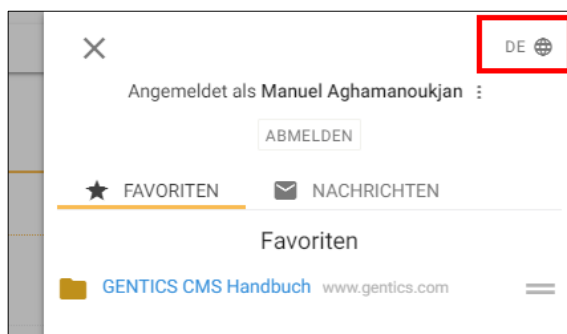 DE
Angemeldet als Manuel Aghamanoukjan
ABMELDEN
FAVORITEN NACHRICHTEN
Favoriten
GENTICS CMS Handbuch www.gentics.com